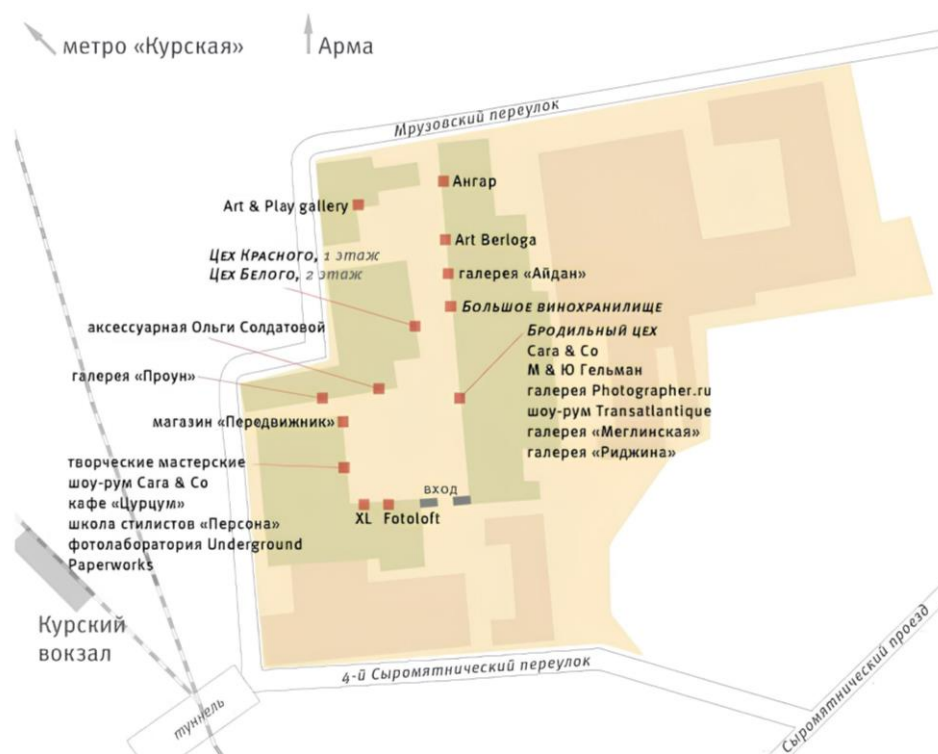 метро «Курская»
Арма
Мрузовский переулок
Ангар
Art & Play gallery
Art Berloga
Цех Красного, 1 этаж
Цех Белого, 2 этаж
галерея «Айдан»
Большое винохранилище
аксессуарная Ольги Солдатовой
Бродильный цех
Cara & Co
М & Ю Гельман
галерея Photographer.ru
шоу-рум Transatlantique
галерея «Меглинская»
галерея «Риджина»
галерея «Проун»
магазин «Передвижник»
творческие мастерские
шоу-рум Cara & Co
кафе «Цурцум»
школа стилистов «Персона»
фотолаборатория Underground
Paperworks
вход
XL
Fotoloft
Курский
вокзал
4-й Сыромятнический переулок
туннель
Сыромятнический проезд